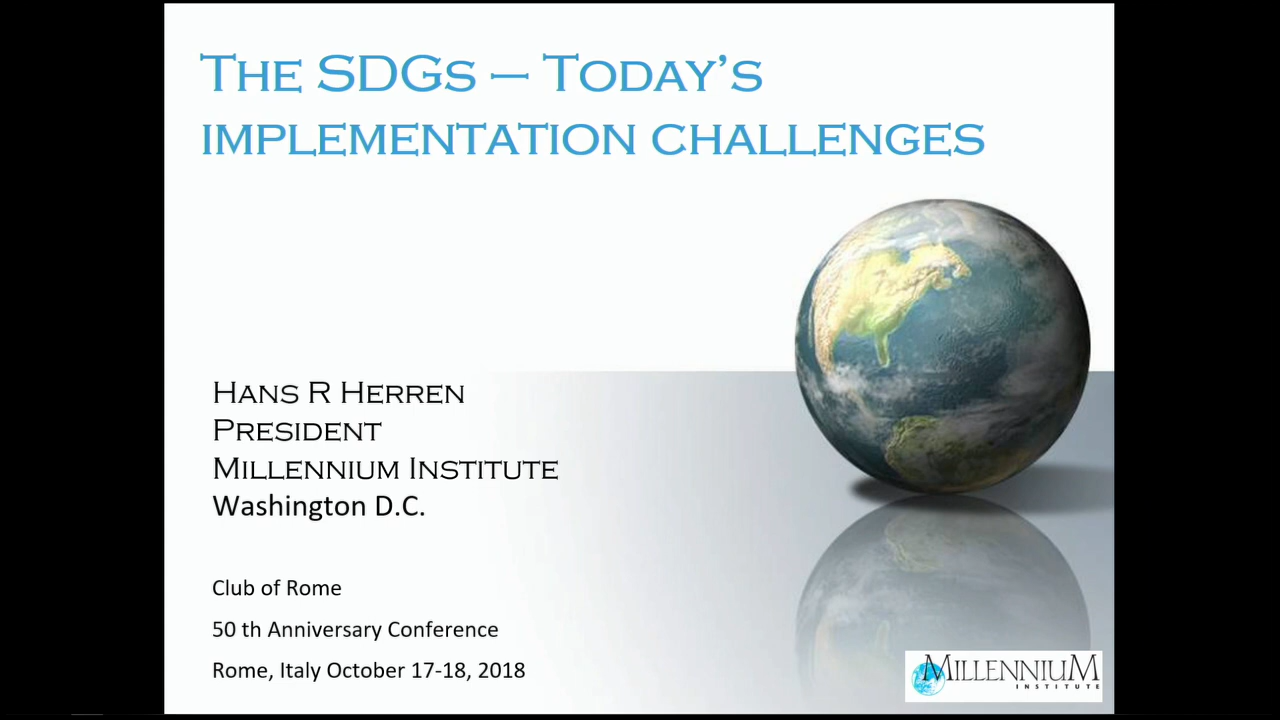 The SDGs – Today's
implementation challenges
Hans R Herren
President
Millennium Institute
Washington D.C.
Club of Rome
50 th Anniversary Conference
Rome, Italy October 17-18, 2018
MILLENNIUM
INSTITUTE